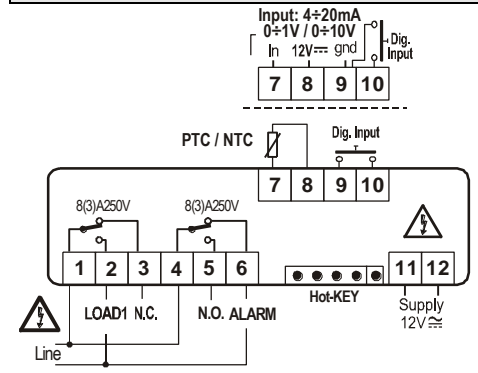 Input: 4÷20mA
0÷1V / 0÷10V
In 12V⎓ gnd
Dig.
Input
7 8 9 10
PTC / NTC
Dig. Input
7 8 9 10
8(3)A250V 8(3)A250V
1 2 3 4 5 6
11 12
LOAD1 N.C. N.O. ALARM
Hot-KEY
Supply
12V≂
Line